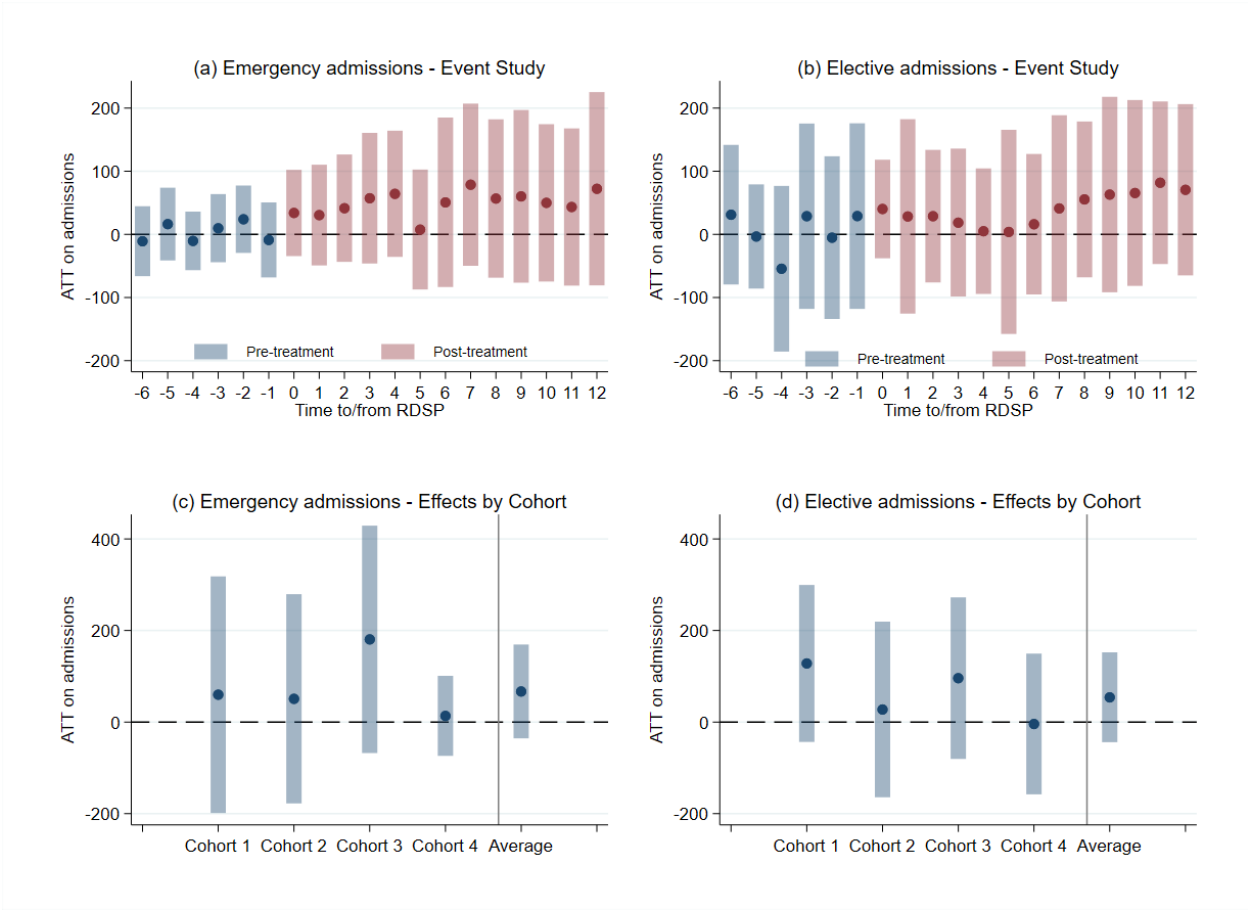 (a) Emergency admissions - Event Study
ATT on admissions
200
100
0
-100
-200
Pre-treatment Post-treatment
-6 -5 -4 -3 -2 -1 0 1 2 3 4 5 6 7 8 9 10 11 12
Time to/from RDSP
(b) Elective admissions - Event Study
ATT on admissions
200
100
0
-100
-200
Pre-treatment Post-treatment
-6 -5 -4 -3 -2 -1 0 1 2 3 4 5 6 7 8 9 10 11 12
Time to/from RDSP
(c) Emergency admissions - Effects by Cohort
ATT on admissions
400
200
0
-200
Cohort 1 Cohort 2 Cohort 3 Cohort 4 Average
(d) Elective admissions - Effects by Cohort
ATT on admissions
400
200
0
-200
Cohort 1 Cohort 2 Cohort 3 Cohort 4 Average